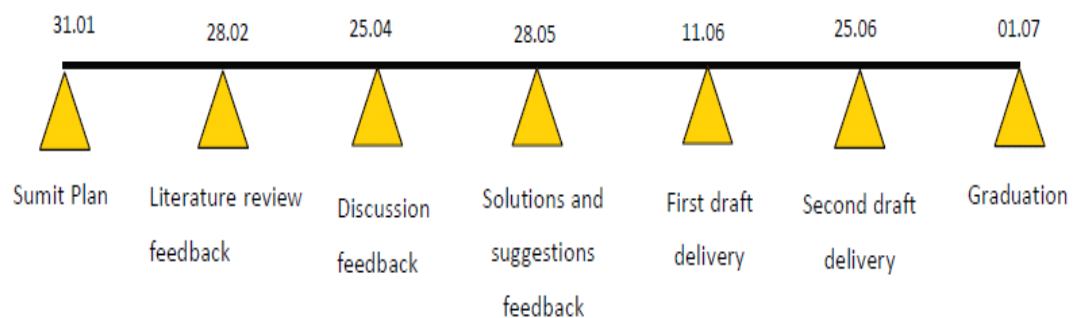 31.01
28.02
25.04
28.05
11.06
25.06
01.07
Sumit Plan
Literature review
feedback
Discussion
feedback
Solutions and
suggestions
feedback
First draft
delivery
Second draft
delivery
Graduation